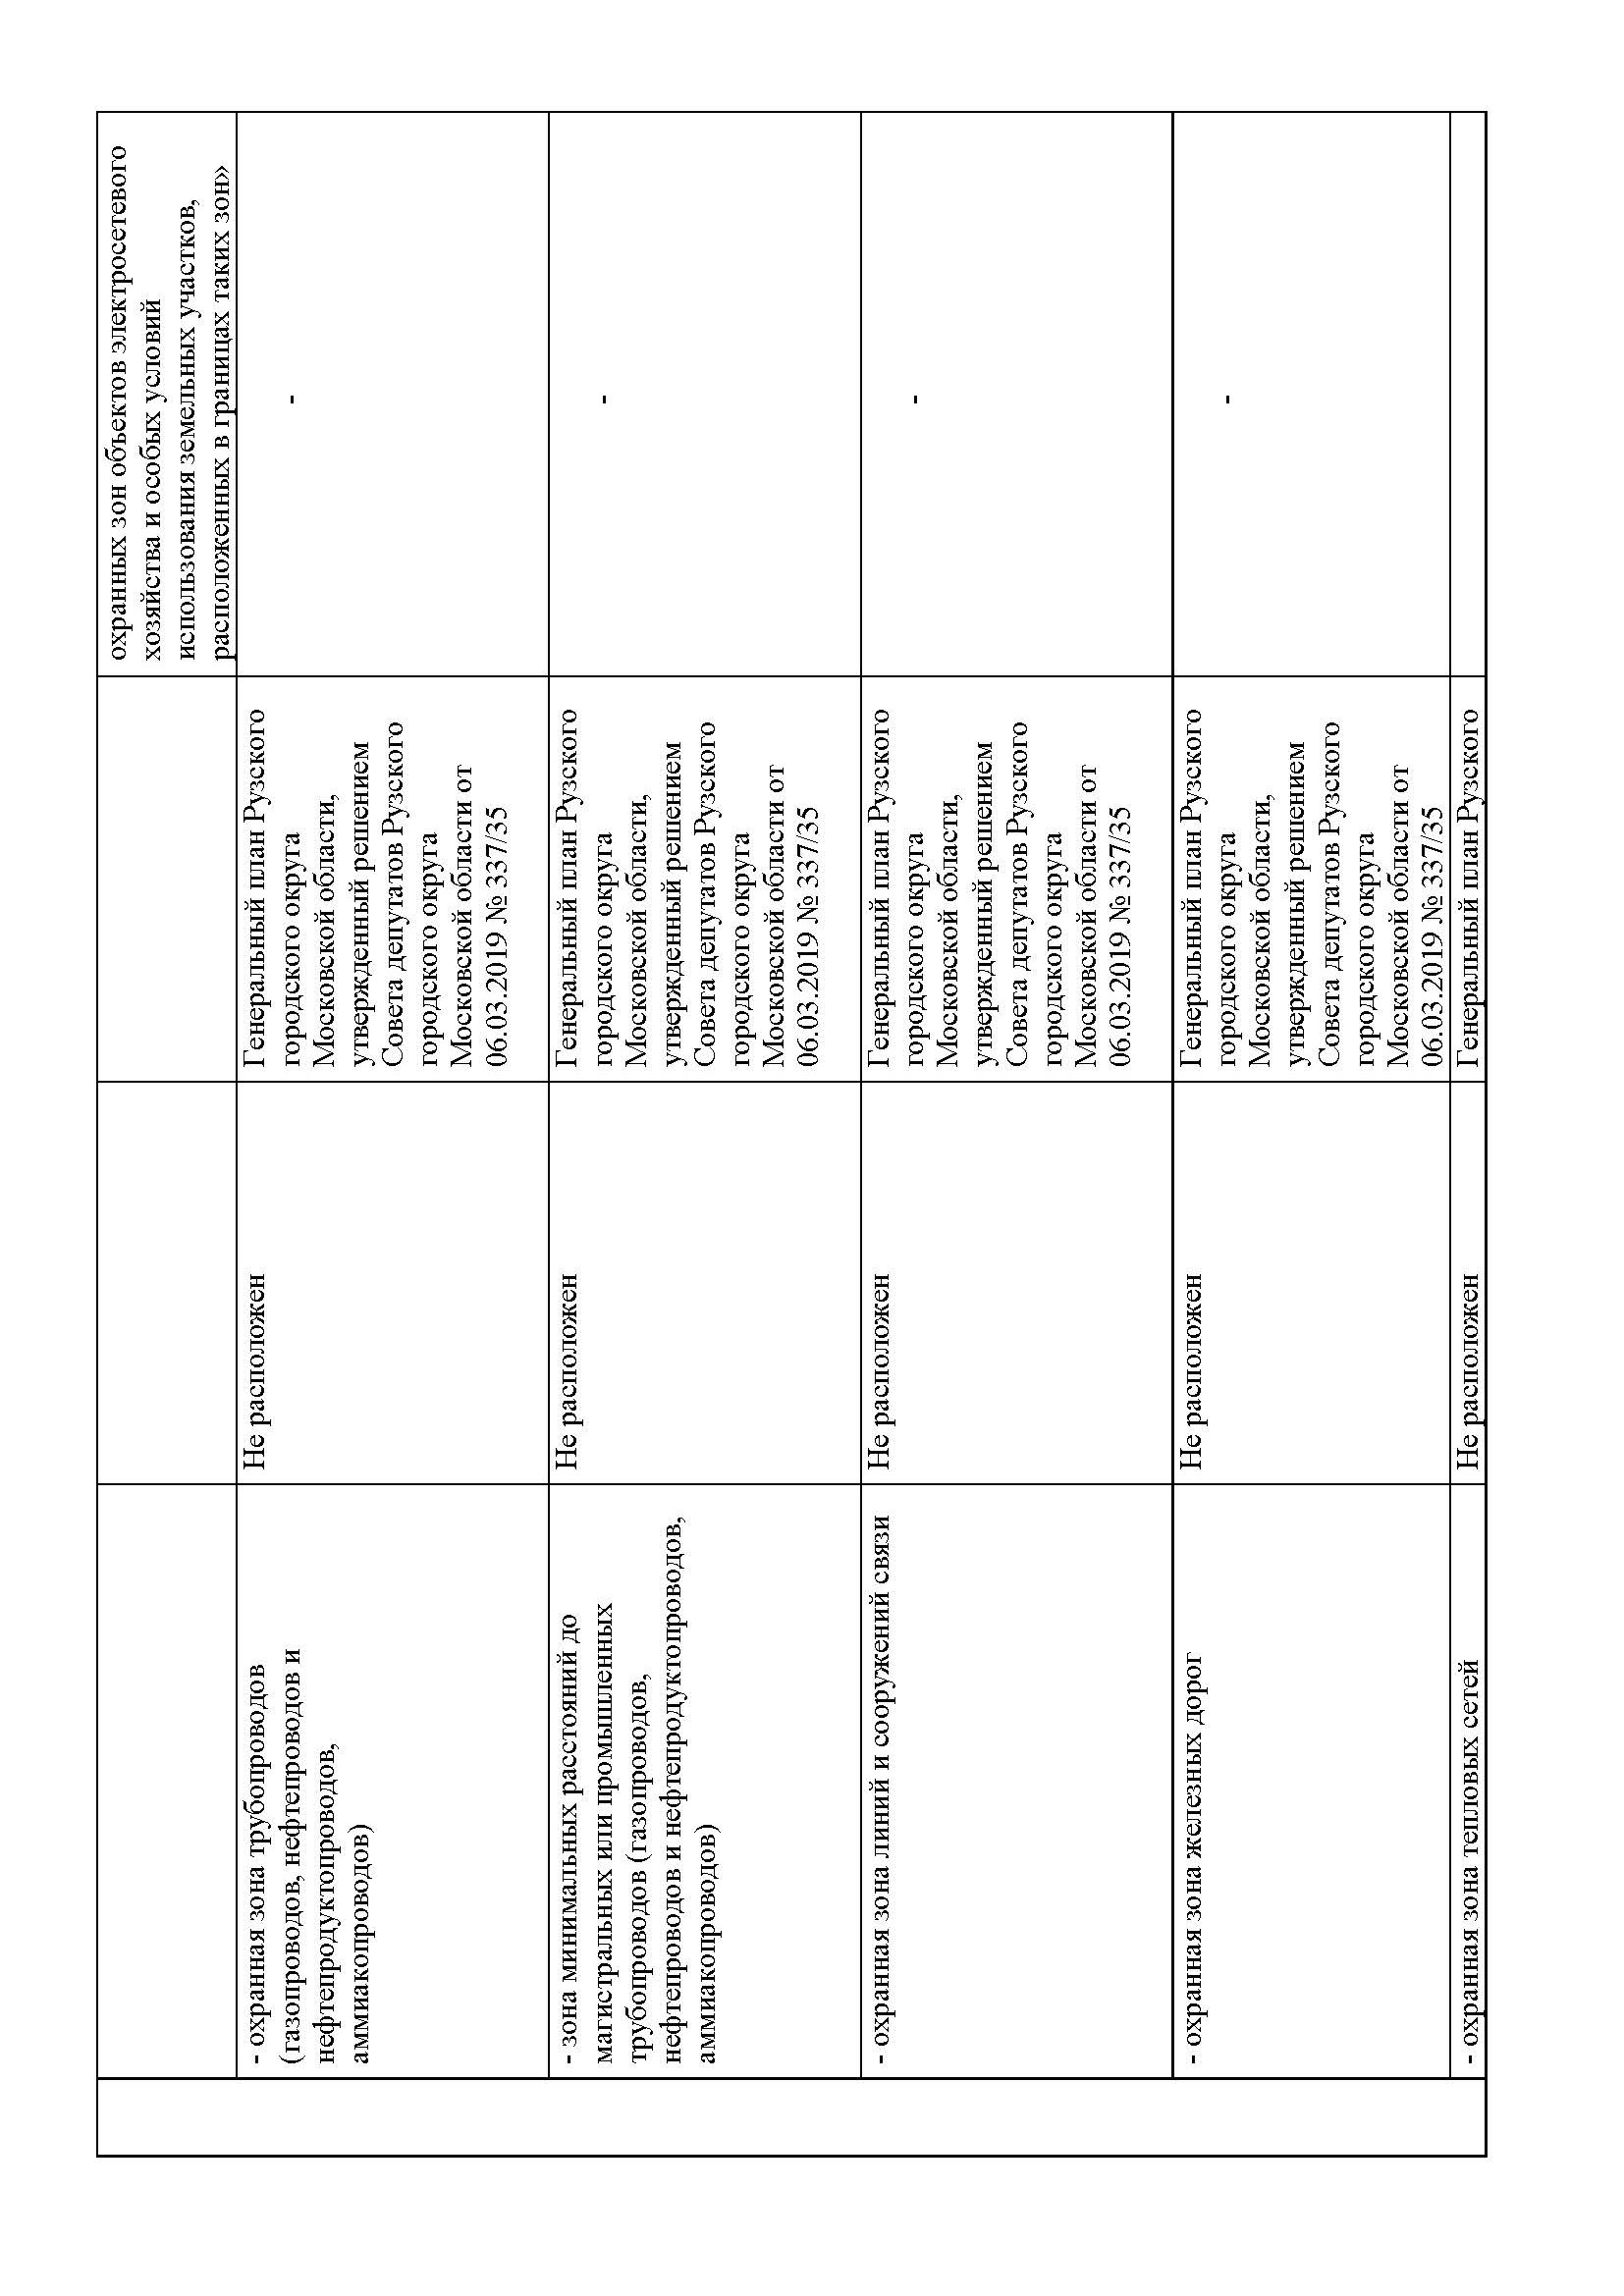 охранных зон объектов электросетевого
хозяйства и особых условий
использования земельных участков,
расположенных в границах таких зон»
- охранная зона трубопроводов
(газопроводов, нефтепроводов и
нефтепродуктопроводов,
аммиакопроводов)
Не расположен
Генеральный план Рузского
городского округа
Московской области,
утвержденный решением
Совета депутатов Рузского
городского округа
Московской области от
06.03.2019 № 337/35
-
- зона минимальных расстояний до
магистральных или промышленных
трубопроводов (газопроводов,
нефтепроводов и нефтепродуктопроводов,
аммиакопроводов)
Не расположен
Генеральный план Рузского
городского округа
Московской области,
утвержденный решением
Совета депутатов Рузского
городского округа
Московской области от
06.03.2019 № 337/35
-
- охранная зона линий и сооружений связи
Не расположен
Генеральный план Рузского
городского округа
Московской области,
утвержденный решением
Совета депутатов Рузского
городского округа
Московской области от
06.03.2019 № 337/35
-
- охранная зона железных дорог
Не расположен
Генеральный план Рузского
городского округа
Московской области,
утвержденный решением
Совета депутатов Рузского
городского округа
Московской области от
06.03.2019 № 337/35
-
- охранная зона тепловых сетей
Не расположен
Генеральный план Рузского